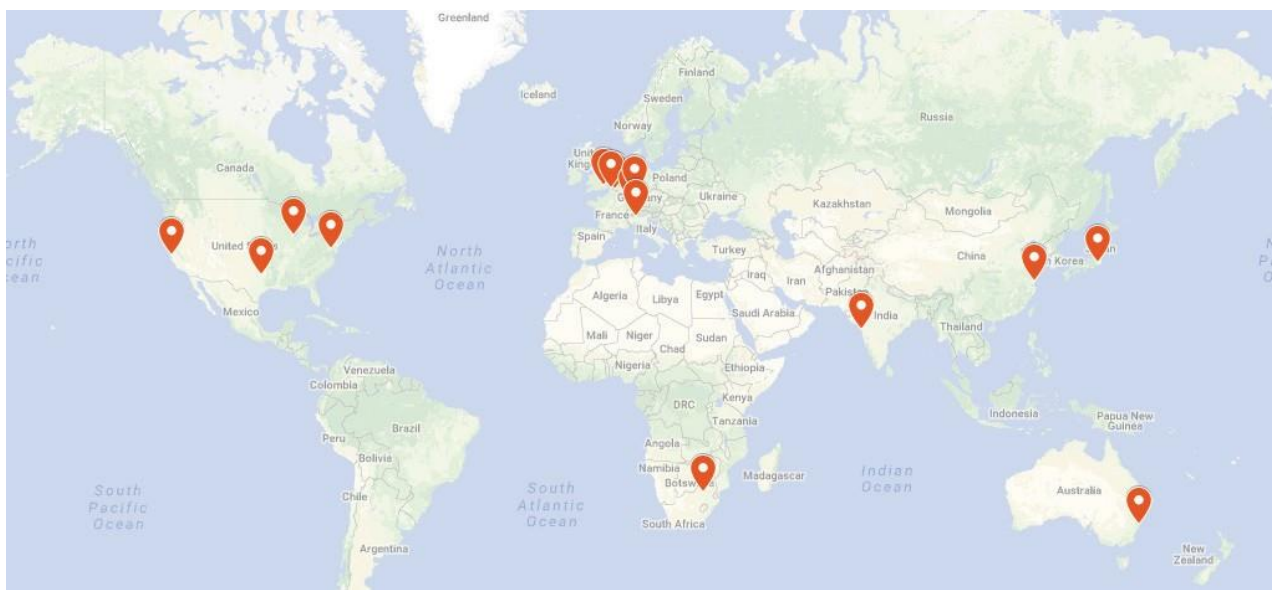 Greenland
Iceland
Finland
Sweden
Norway
Russia
Canada
Poland
Ukraine
Kazakhstan
Mongolia
France
Italy
Spain
Turkey
North
Atlantic
Ocean
China
Iraq
Iran
Afghanistan
Mexico
Algeria
Libya
Egypt
Saudi Arabia
India
Thailand
Mali
Niger
Chad
Sudan
Nigeria
Ethiopia
Venezuela
Colombia
DRC
Kenya
Tanzania
Indonesia
Papua New
Guinea
Peru
Brazil
Bolivia
Angola
Namibia
Madagascar
Indian
Ocean
South
Pacific
Ocean
Chile
South
Atlantic
Ocean
Australia
South Africa
Argentina
New
Zealand